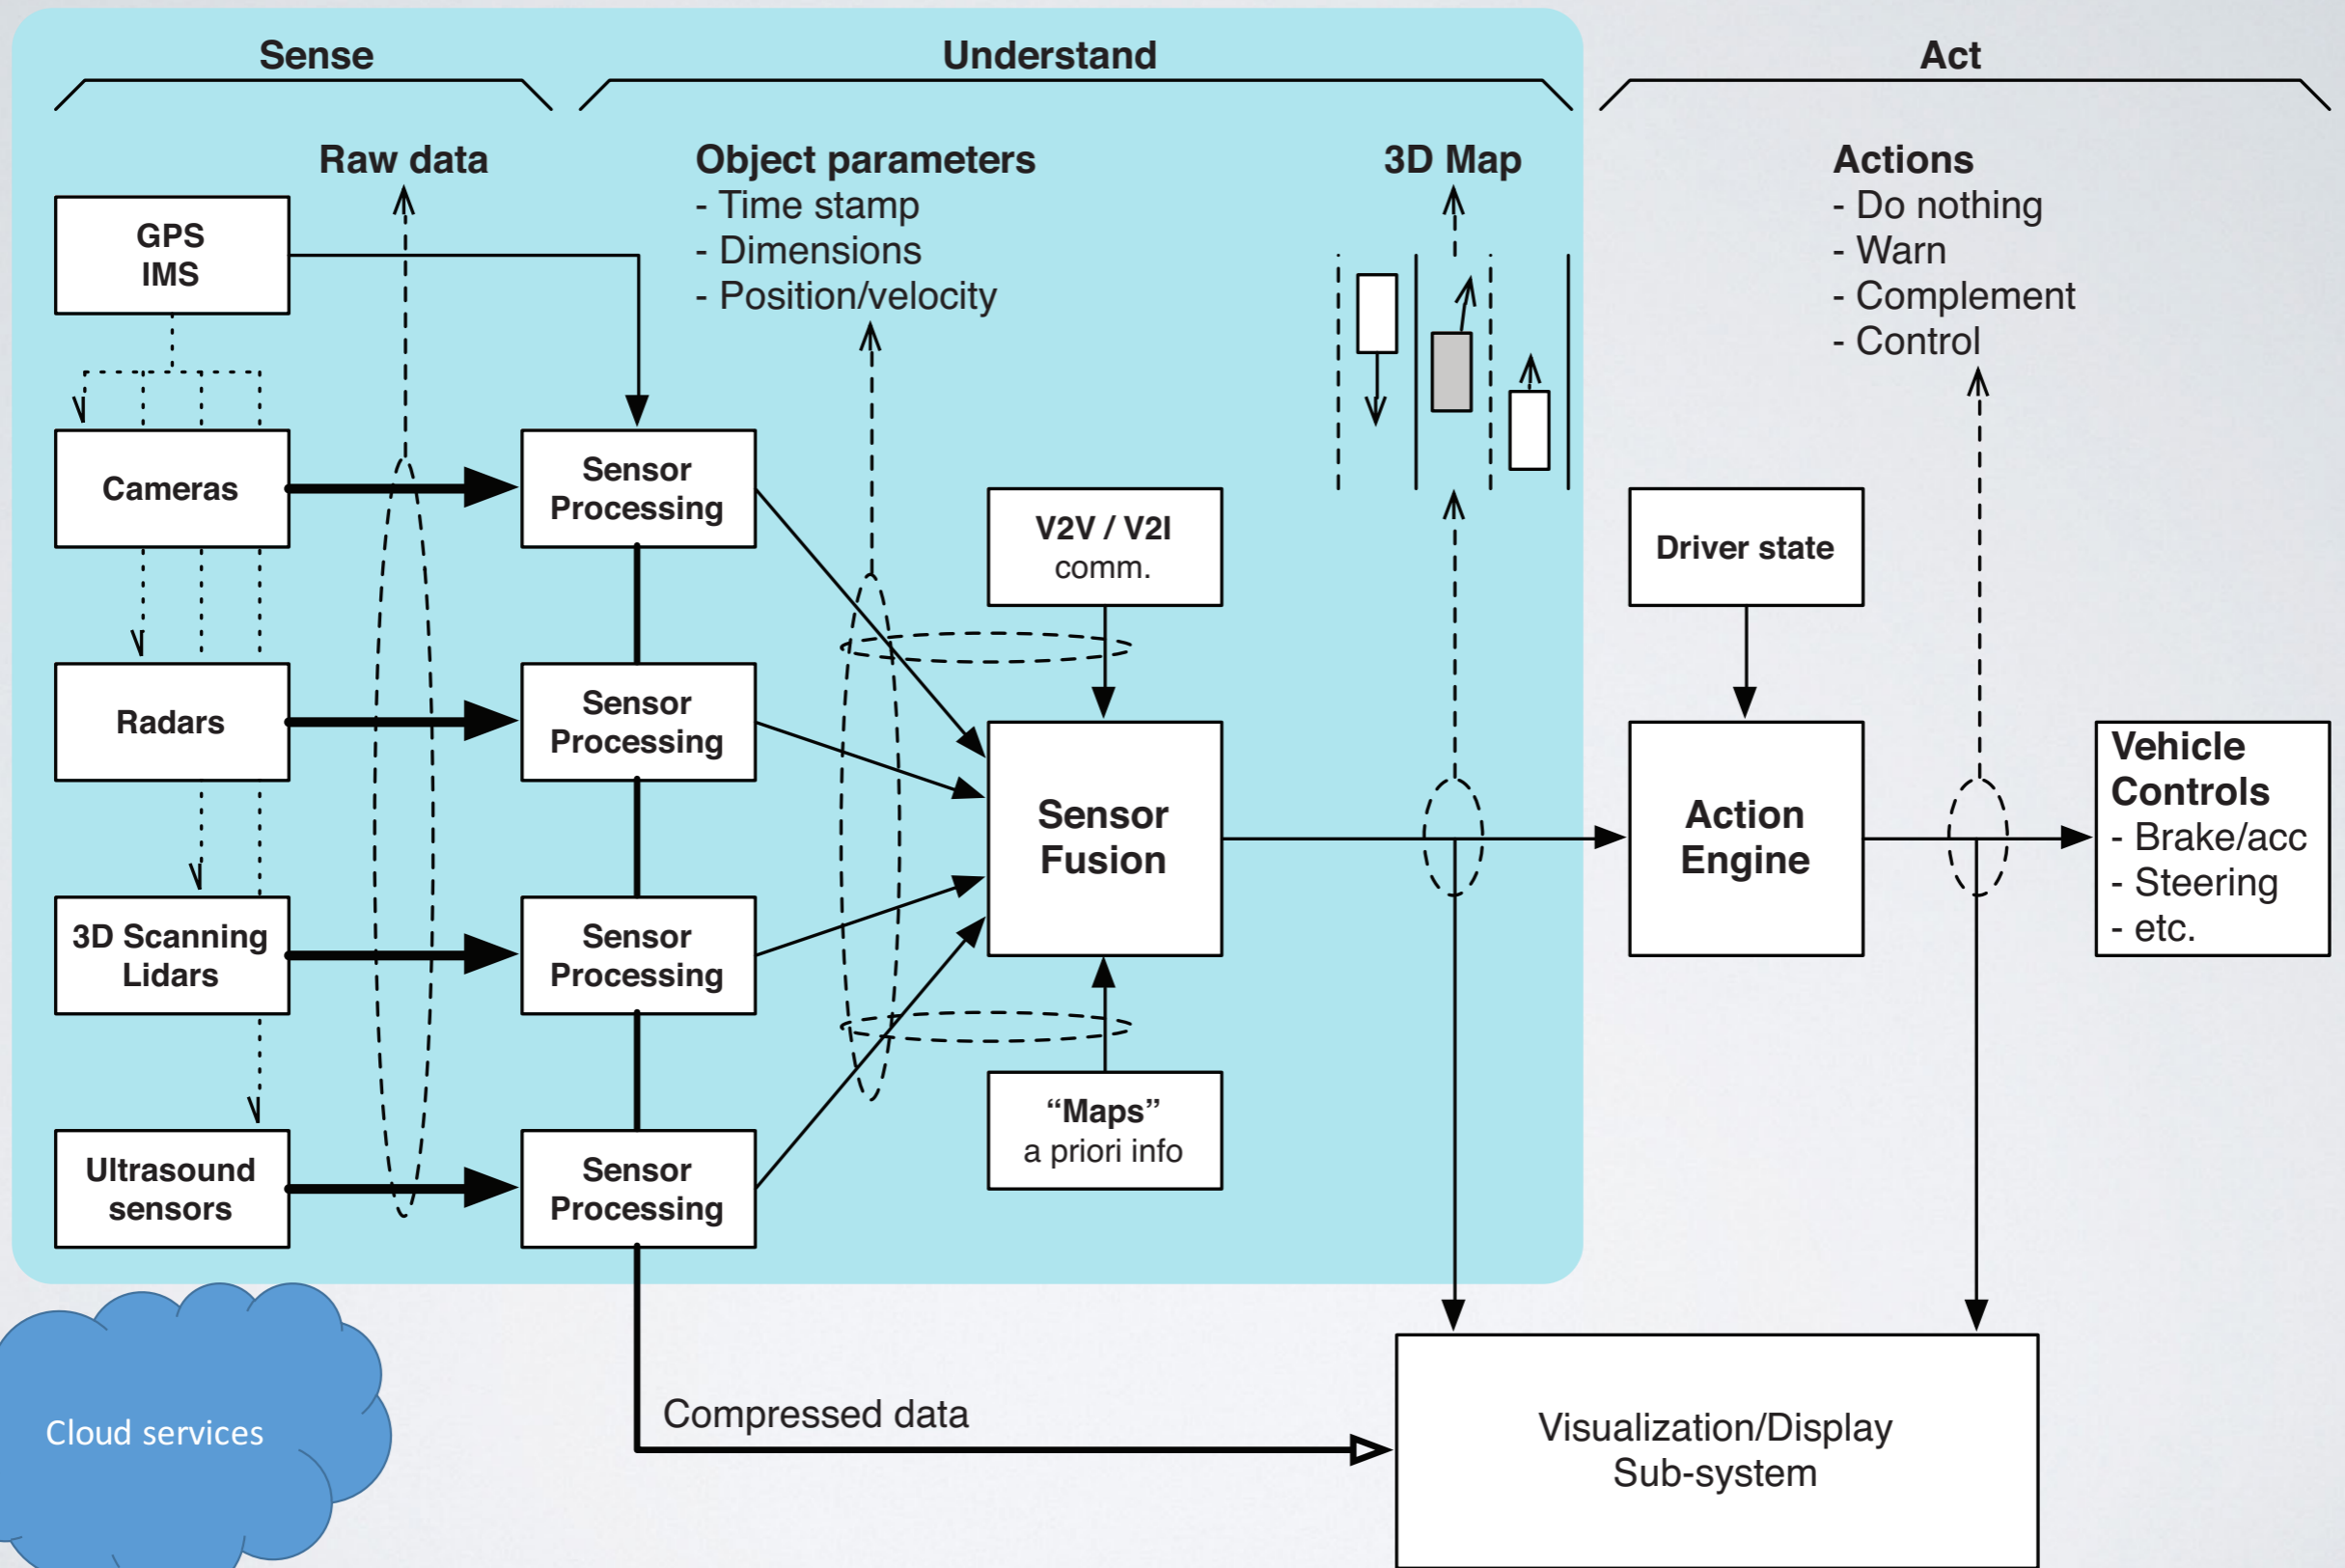 Sense
Understand
Act
Raw data
Object parameters
- Time stamp
- Dimensions
- Position/velocity
3D Map
Actions
- Do nothing
- Warn
- Complement
- Control
GPS
IMS
Cameras
Sensor
Processing
V2V / V2I
comm.
Driver state
Radars
Sensor
Processing
Sensor
Fusion
Action
Engine
Vehicle
Controls
- Brake/acc
- Steering
- etc.
3D Scanning
Lidars
Sensor
Processing
“Maps”
a priori info
Ultrasound
sensors
Sensor
Processing
Cloud services
Compressed data
Visualization/Display
Sub-system